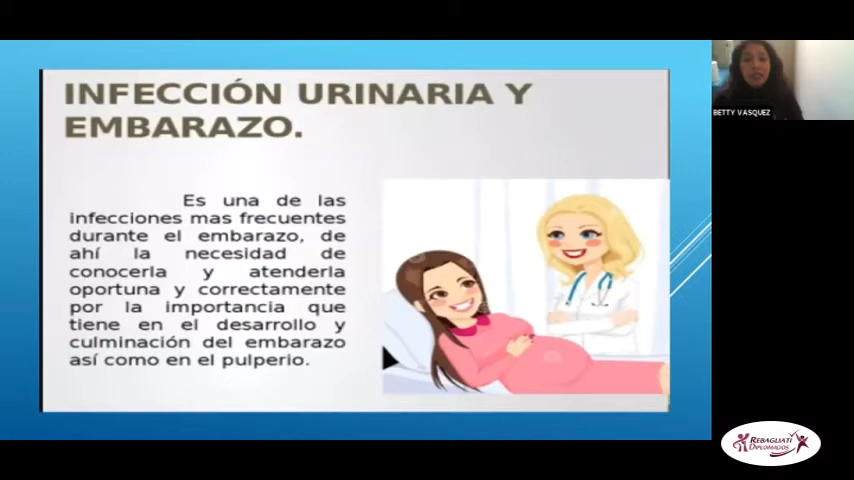 INFECCIÓN URINARIA Y
EMBARAZO.
Es una de las
infecciones mas frecuentes
durante el embarazo, de
ahí la necesidad de
conocerla y atenderla
oportuna y correctamente
por la importancia que
tiene en el desarrollo y
culminación del embarazo
así como en el pulperio.
BETTY VASQUEZ
REBAGLIATI
DIPLOMADOS